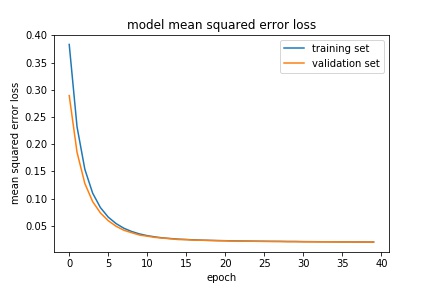 model mean squared error loss
training set
validation set
mean squared error loss
0.40
0.35
0.30
0.25
0.20
0.15
0.10
0.05
0 5 10 15 20 25 30 35 40
epoch